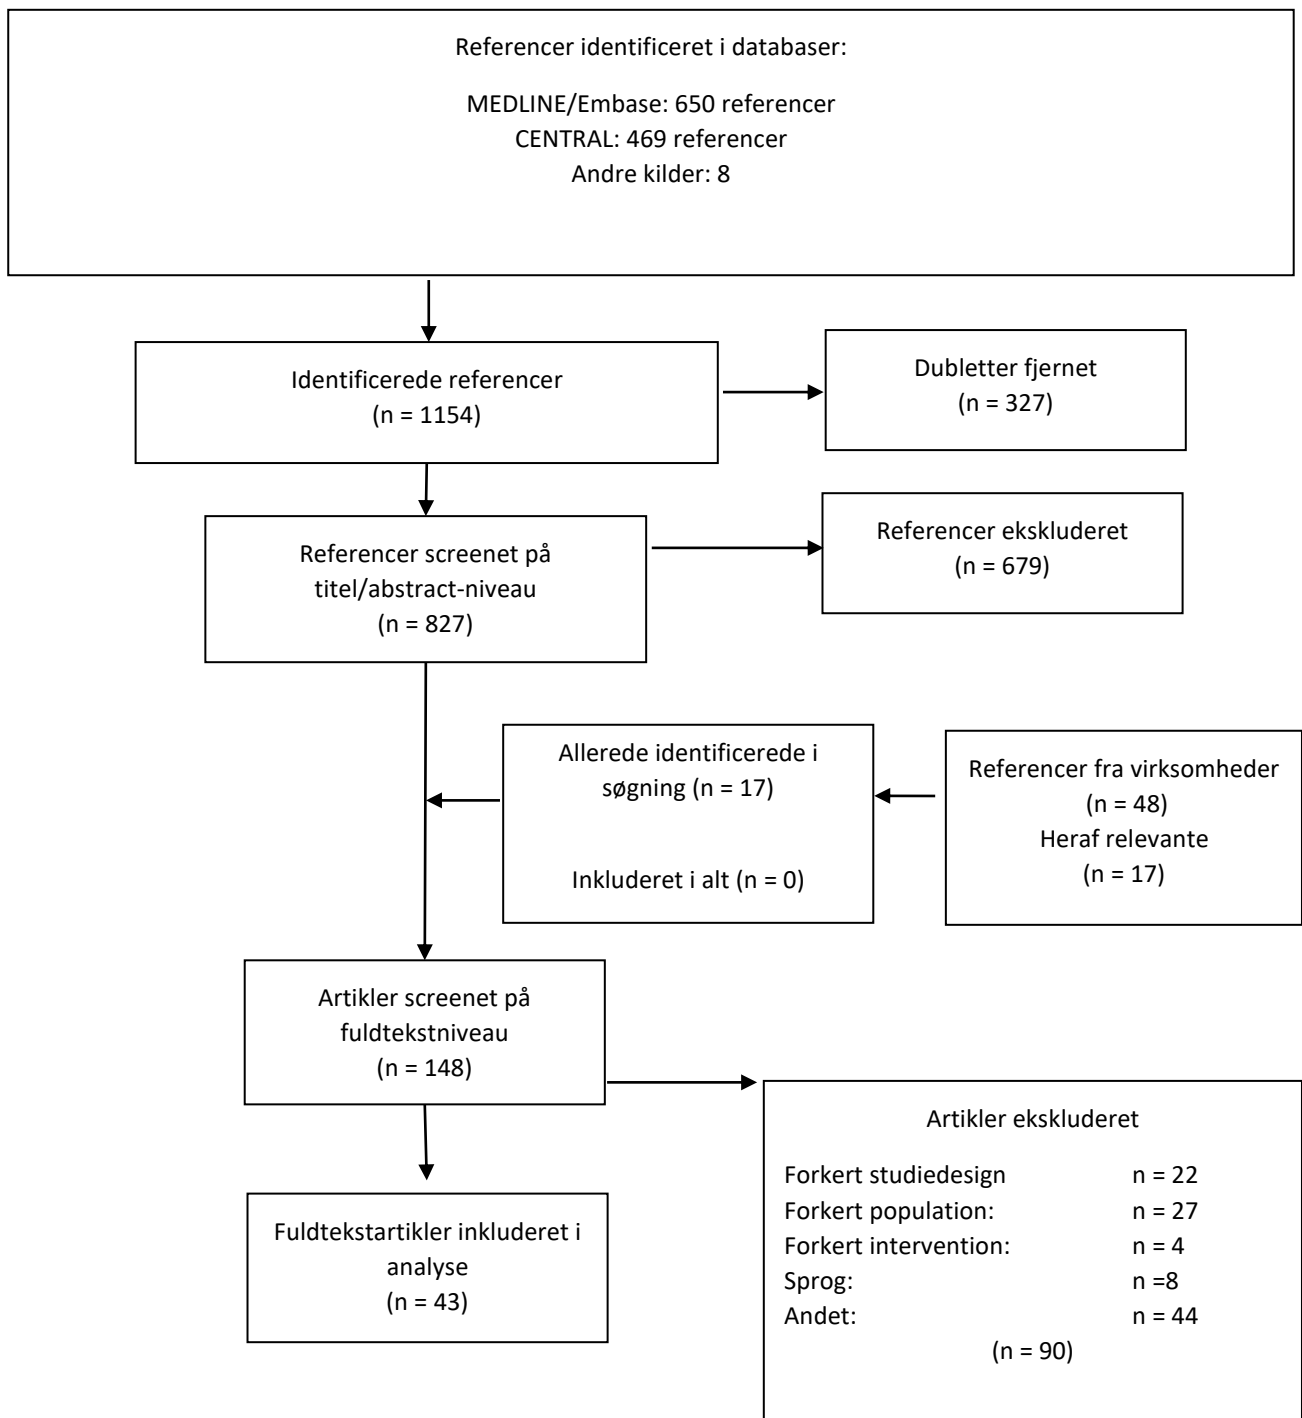 Referencer identificeret i databaser:
MEDLINE/Embase: 650 referencer
CENTRAL: 469 referencer
Andre kilder: 8
Identificerede referencer
(n = 1154)
Dubletter fjernet
(n = 327)
Referencer screenet på
titel/abstract-niveau
(n = 827)
Referencer ekskluderet
(n = 679)
Allerede identificerede i
søgning (n = 17)
Inkluderet i alt (n = 0)
Referencer fra virksomheder
(n = 48)
Heraf relevante
(n = 17)
Artikler screenet på
fuldtekstniveau
(n = 148)
Artikler ekskluderet
Forkert studiedesign n = 22
Forkert population: n = 27
Forkert intervention: n = 4
Sprog: n =8
Andet: n = 44
(n = 90)
Fuldtekstartikler inkluderet i
analyse
(n = 43)